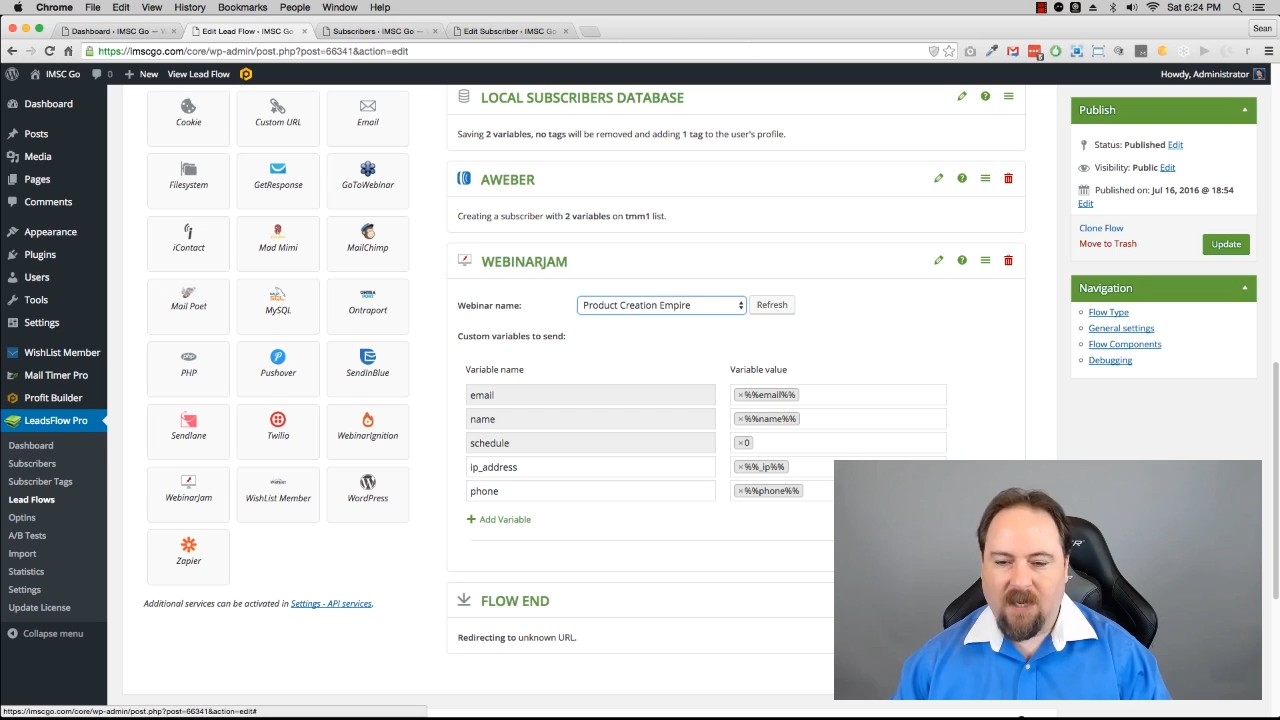 Chrome File Edit View History Bookmarks People Window Help
Sat 6:24 PM
Dashboard ‹ IMSC Go — W
Edit Lead Flow ‹ IMSC Go
Subscribers ‹ IMSC Go —
Edit Subscriber ‹ IMSC Go
Sean
https://imscgo.com/core/wp-admin/post.php?post=66341&action=edit
IMSC Go 0 + New View Lead Flow
Howdy, Administrator
Dashboard
Posts
Media
Pages
Comments
Appearance
Plugins
Users
Tools
Settings
WishList Member
Mail Timer Pro
Profit Builder
LeadsFlow Pro
Dashboard
Subscribers
Subscriber Tags
Lead Flows
OptIns
A/B Tests
Import
Statistics
Settings
Update License
Collapse menu
Cookie Custom URL Email
Filesystem GetResponse GoToWebinar
iContact Mad Mimi MailChimp
Mail Poet MySQL Ontraport
PHP Pushover SendinBlue
Sendlane Twilio WebinarIgnition
WebinarJam WishList Member WordPress
Zapier
Additional services can be activated in Settings - API services.
LOCAL SUBSCRIBERS DATABASE
Saving 2 variables, no tags will be removed and adding 1 tag to the user's profile.
AWEBER
Creating a subscriber with 2 variables on tmm1 list.
WEBINARJAM
Webinar name: Product Creation Empire Refresh
Custom variables to send:
Variable name Variable value
email × %%email%%
name × %%name%%
schedule × 0
ip_address × %%_ip%%
phone × %%phone%%
+ Add Variable
FLOW END
Redirecting to unknown URL.
Publish
Status: Published Edit
Visibility: Public Edit
Published on: Jul 16, 2016 @ 18:54
Edit
Clone Flow
Move to Trash
Update
Navigation
Flow Type
General settings
Flow Components
Debugging
https://imscgo.com/core/wp-admin/post.php?post=66341&action=edit#